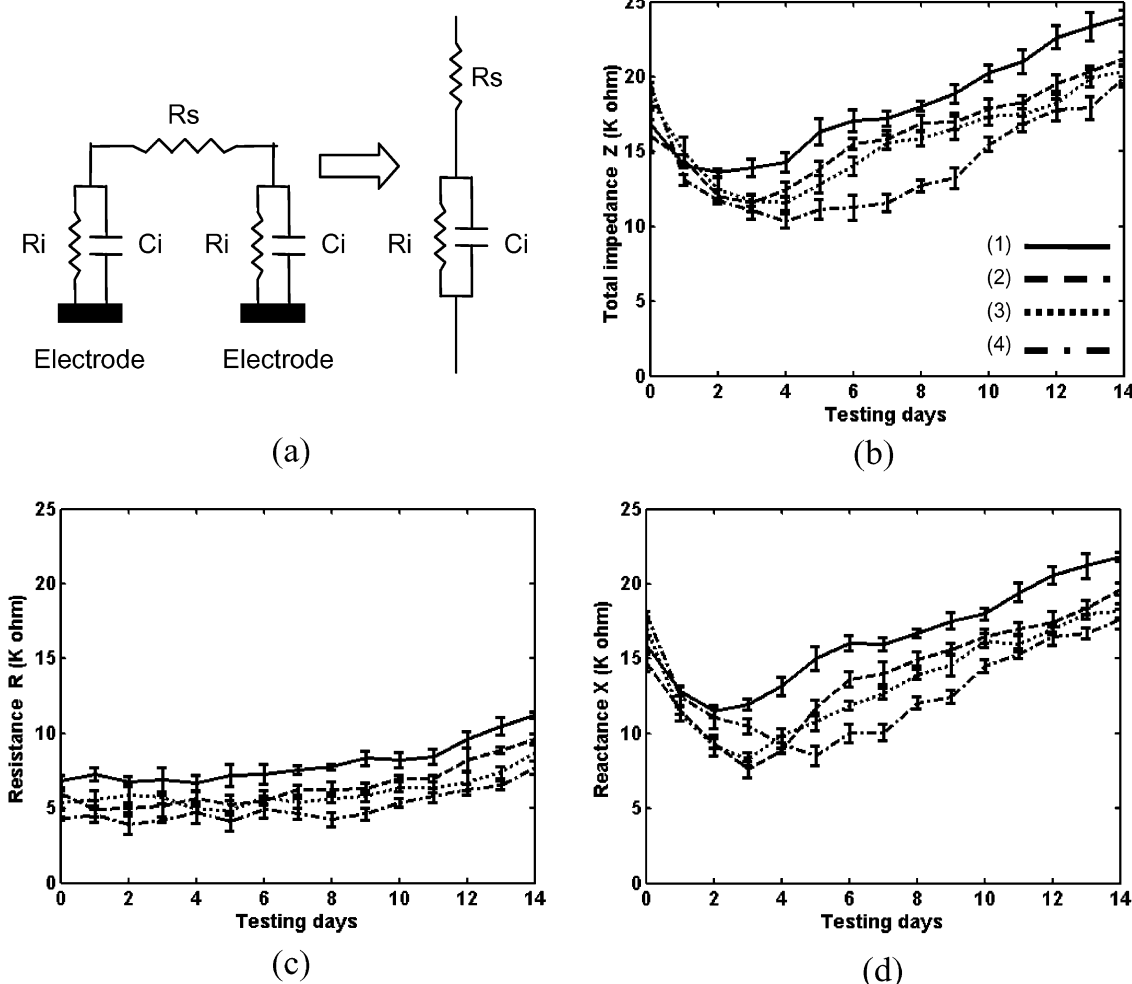 Rs
Rs
Ri
Ci
Ri
Ci
Ri
Ci
Electrode
Electrode
(a)
25
20
15
10
5
0
Total impedance Z (K ohm)
(1)
(2)
(3)
(4)
0 2 4 6 8 10 12 14
Testing days
(b)
25
20
15
10
5
0
Resistance R (K ohm)
0 2 4 6 8 10 12 14
Testing days
(c)
25
20
15
10
5
0
Reactance X (K ohm)
0 2 4 6 8 10 12 14
Testing days
(d)